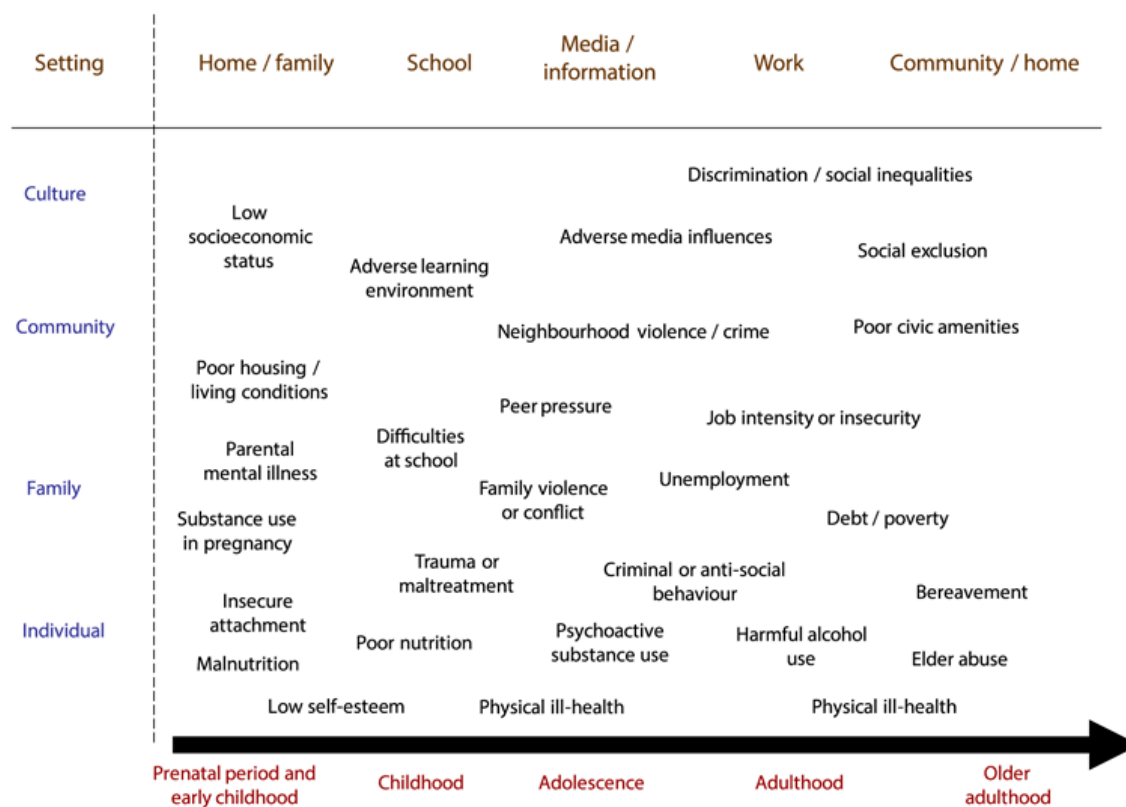 Setting
Home / family
School
Media /
information
Work
Community / home
Culture
Discrimination / social inequalities
Low
socioeconomic
status
Adverse media influences
Social exclusion
Adverse learning
environment
Community
Neighbourhood violence / crime
Poor civic amenities
Poor housing /
living conditions
Peer pressure
Job intensity or insecurity
Difficulties
at school
Parental
mental illness
Family
Family violence
or conflict
Unemployment
Debt / poverty
Substance use
in pregnancy
Trauma or
maltreatment
Criminal or anti-social
behaviour
Bereavement
Insecure
attachment
Individual
Poor nutrition
Psychoactive
substance use
Harmful alcohol
use
Elder abuse
Malnutrition
Low self-esteem
Physical ill-health
Physical ill-health
Prenatal period and
early childhood
Childhood
Adolescence
Adulthood
Older
adulthood